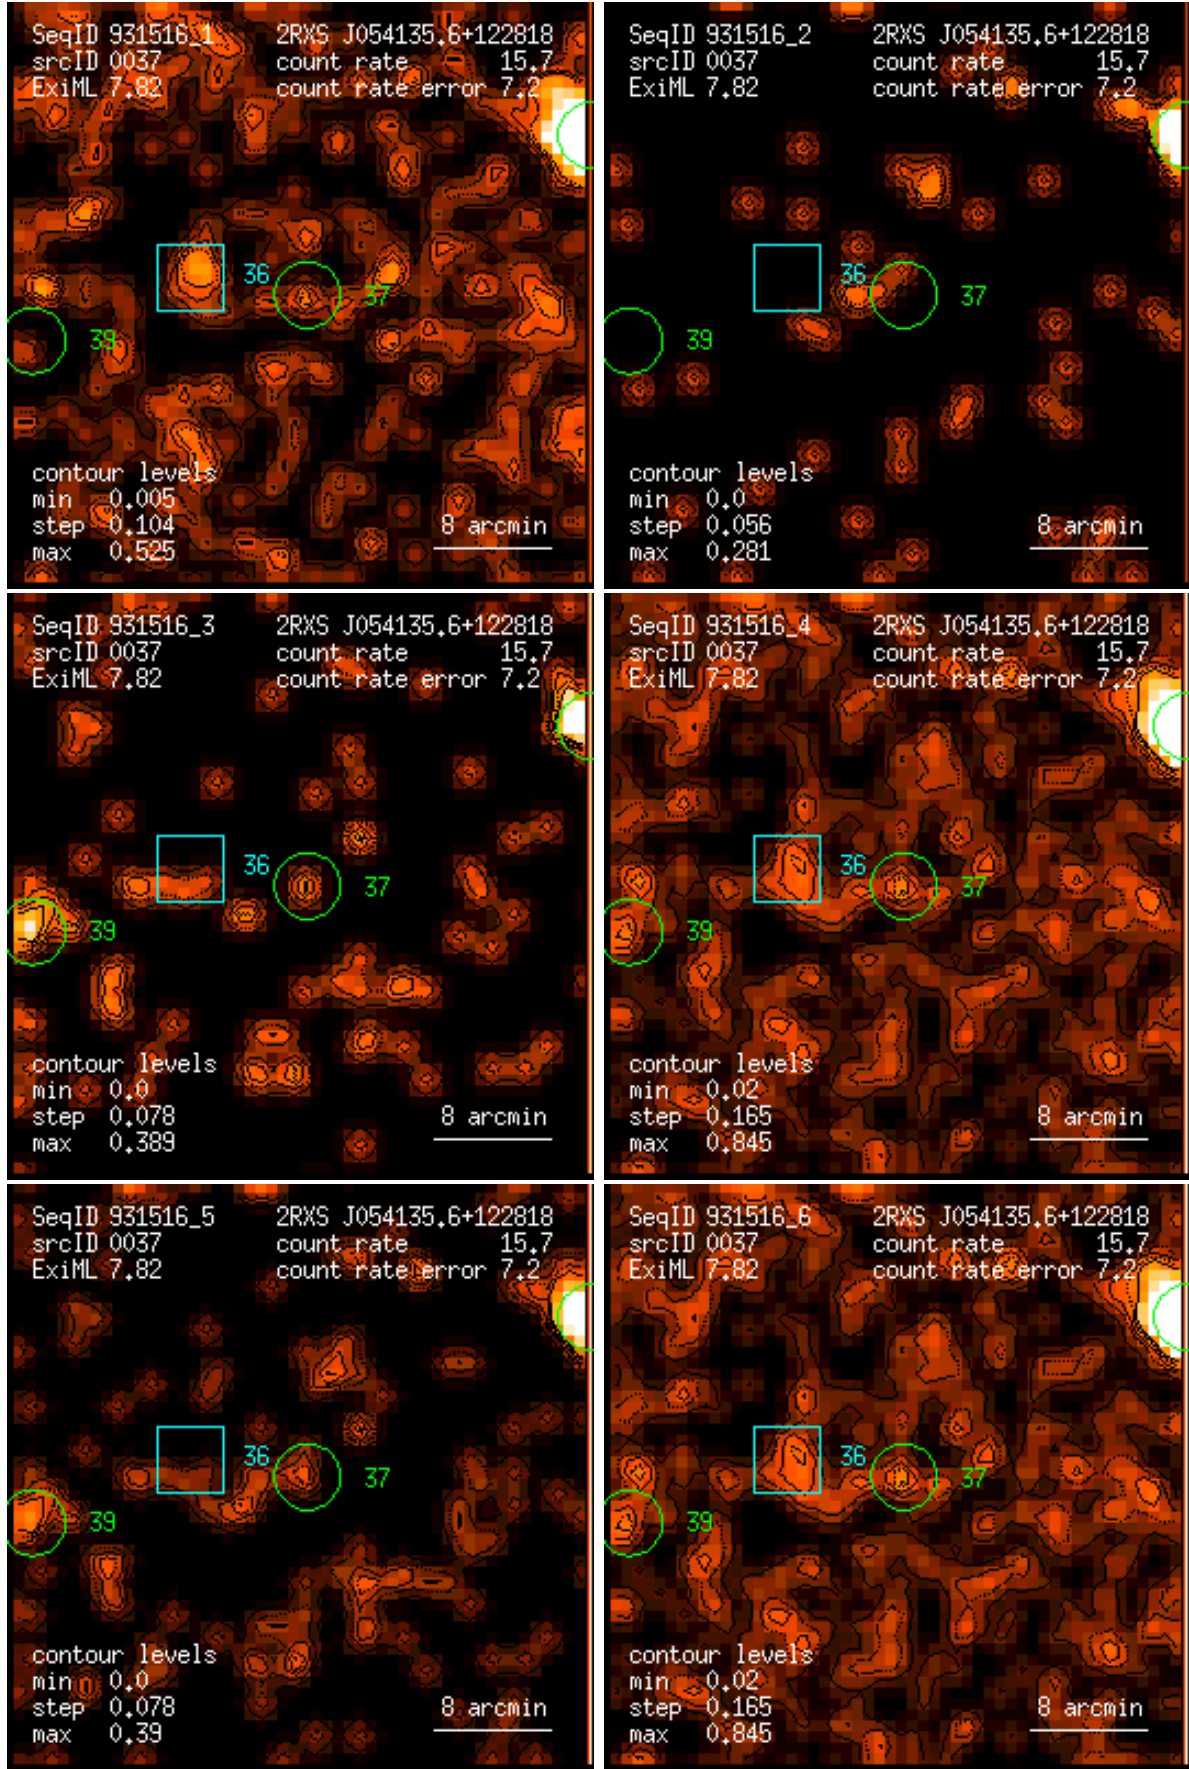 SeqID 931516_1 2RXS J054135.6+122818
srcID 0037 count rate 15.7
ExiML 7.82 count rate error 7.2
36
37
39
contour levels
min 0.005
step 0.104
max 0.525
8 arcmin
SeqID 931516_2 2RXS J054135.6+122818
srcID 0037 count rate 15.7
ExiML 7.82 count rate error 7.2
36
37
39
contour levels
min 0.0
step 0.056
max 0.281
8 arcmin
SeqID 931516_3 2RXS J054135.6+122818
srcID 0037 count rate 15.7
ExiML 7.82 count rate error 7.2
36
37
39
contour levels
min 0.0
step 0.078
max 0.389
8 arcmin
SeqID 931516_4 2RXS J054135.6+122818
srcID 0037 count rate 15.7
ExiML 7.82 count rate error 7.2
36
37
39
contour levels
min 0.02
step 0.165
max 0.845
8 arcmin
SeqID 931516_5 2RXS J054135.6+122818
srcID 0037 count rate 15.7
ExiML 7.82 count rate error 7.2
36
37
39
contour levels
min 0.0
step 0.078
max 0.39
8 arcmin
SeqID 931516_6 2RXS J054135.6+122818
srcID 0037 count rate 15.7
ExiML 7.82 count rate error 7.2
36
37
39
contour levels
min 0.02
step 0.165
max 0.845
8 arcmin